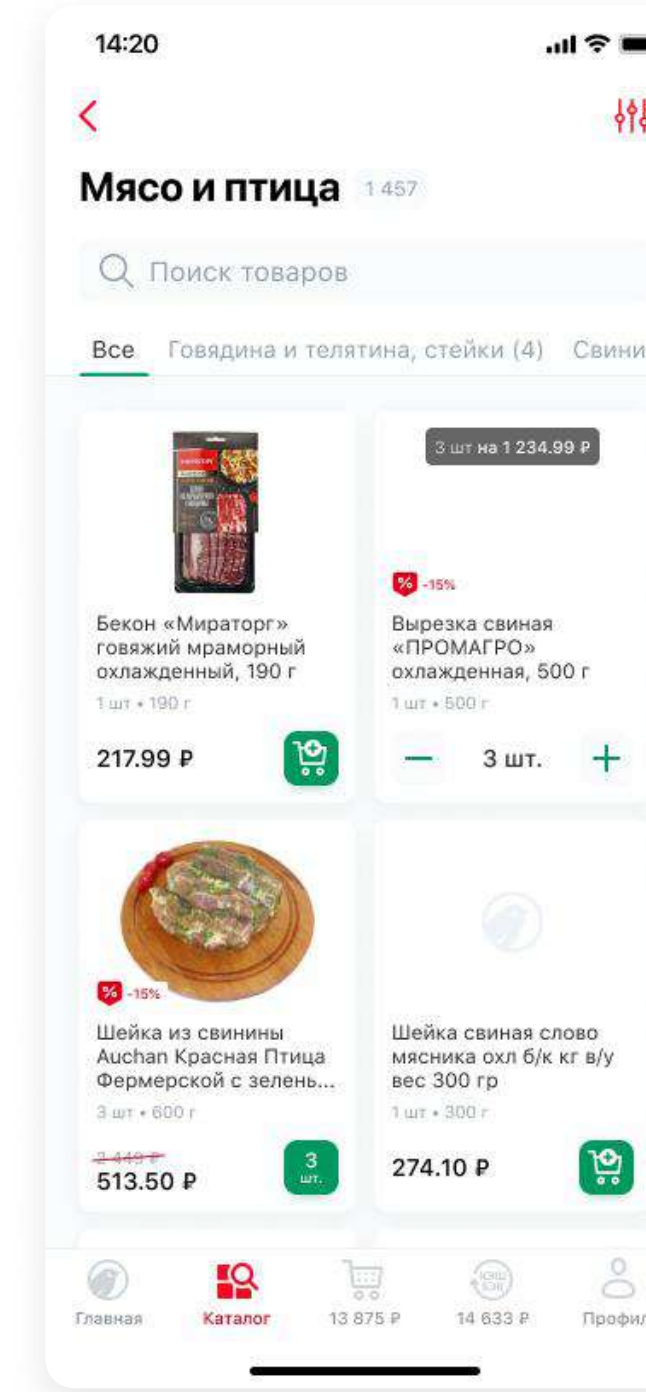 14:20
Мясо и птица 1 457
Поиск товаров
Все Говядина и телятина, стейки (4) Свини
3 шт на 1 234.99 ₽
% -15%
Бекон «Мираторг»
говяжий мраморный
охлажденный, 190 г
1 шт • 190 г
217.99 ₽
Вырезка свиная
«ПРОМАГРО»
охлажденная, 500 г
1 шт • 500 г
3 шт.
% -15%
Шейка из свинины
Auchan Красная Птица
Фермерской с зелень...
3 шт • 600 г
2 449 ₽
513.50 ₽
3
шт.
Шейка свиная слово
мясника охл б/к кг в/у
вес 300 гр
1 шт • 300 г
274.10 ₽
Главная
Каталог
13 875 ₽
КЭШ
БЭК
14 633 ₽
Профил